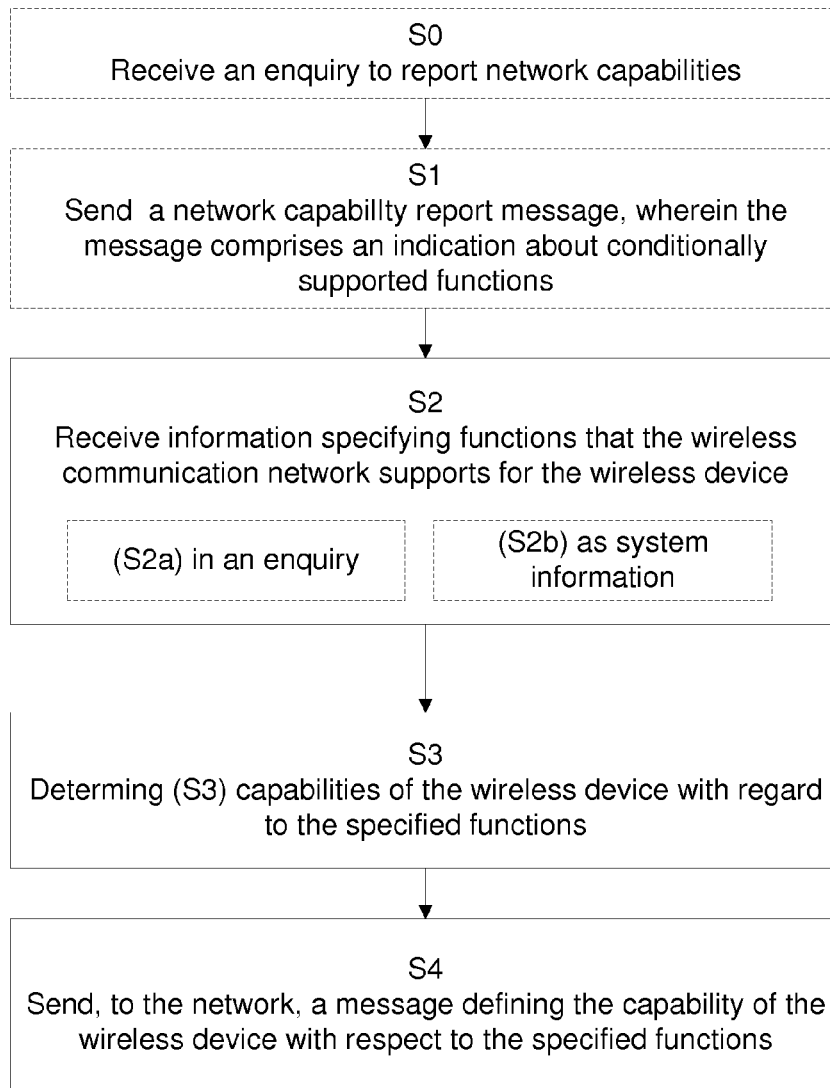 S0
Receive an enquiry to report network capabilities
S1
Send a network capabillty report message, wherein the
message comprises an indication about conditionally
supported functions
S2
Receive information specifying functions that the wireless
communication network supports for the wireless device
(S2a) in an enquiry
(S2b) as system
information
S3
Determing (S3) capabilities of the wireless device with regard
to the specified functions
S4
Send, to the network, a message defining the capability of the
wireless device with respect to the specified functions